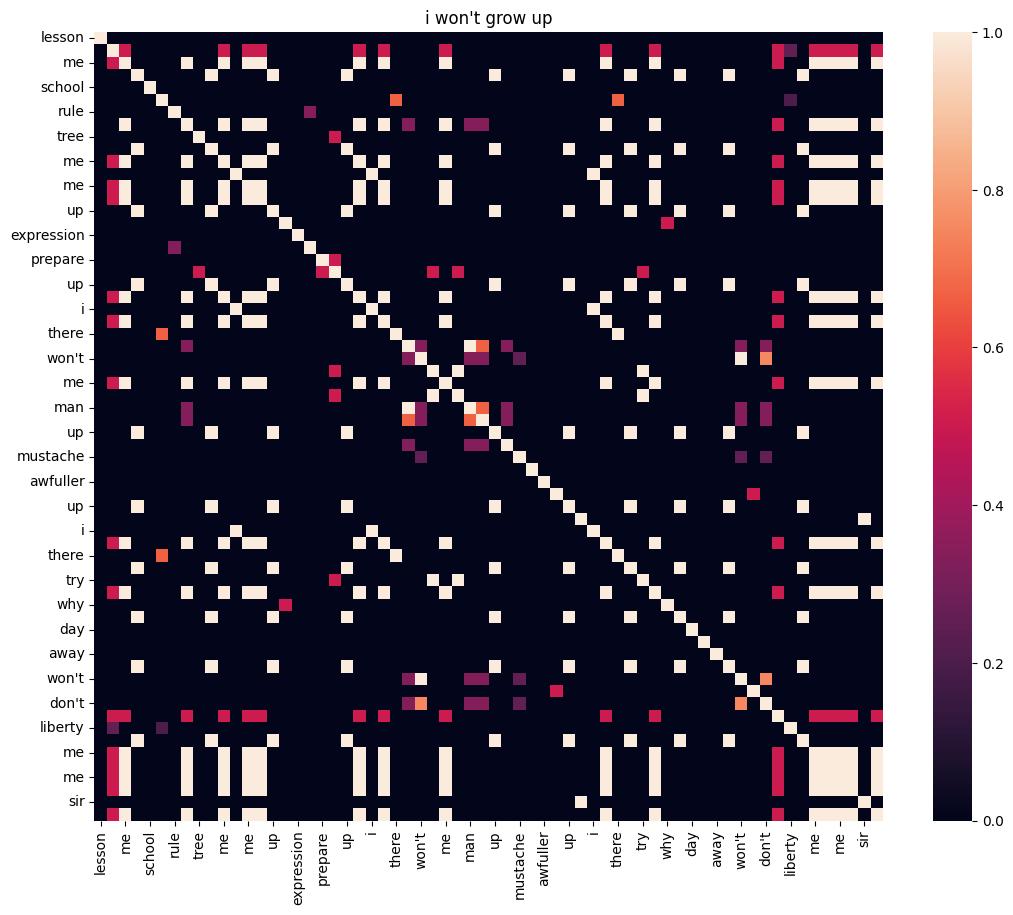 i won't grow up
lesson
me
school
rule
tree
me
me
up
expression
prepare
up
i
there
won't
me
man
up
mustache
awfuller
up
i
there
try
why
day
away
won't
don't
liberty
me
me
sir
1.0
0.8
0.6
0.4
0.2
0.0
lesson
me
school
rule
tree
me
me
up
expression
prepare
up
i
there
won't
me
man
up
mustache
awfuller
up
i
there
try
why
day
away
won't
don't
liberty
me
me
sir